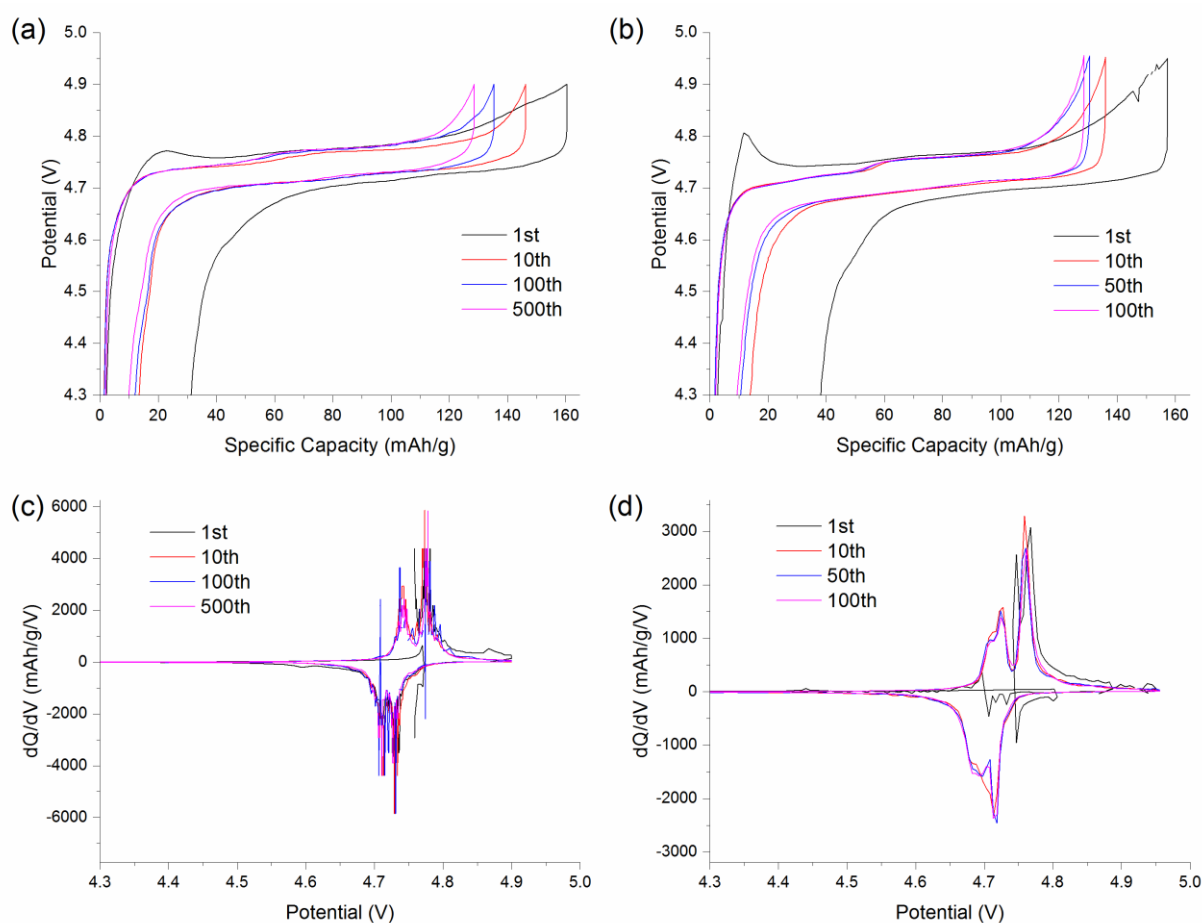 (a)
5.0
4.9
4.8
4.7
4.6
4.5
4.4
4.3
Potential (V)
1st
10th
100th
500th
0 20 40 60 80 100 120 140 160
Specific Capacity (mAh/g)
(b)
5.0
4.9
4.8
4.7
4.6
4.5
4.4
4.3
Potential (V)
1st
10th
50th
100th
0 20 40 60 80 100 120 140 160
Specific Capacity (mAh/g)
(c)
6000
4000
2000
0
-2000
-4000
-6000
dQ/dV (mAh/g/V)
1st
10th
100th
500th
4.3 4.4 4.5 4.6 4.7 4.8 4.9 5.0
Potential (V)
(d)
3000
2000
1000
0
-1000
-2000
-3000
dQ/dV (mAh/g/V)
1st
10th
50th
100th
4.3 4.4 4.5 4.6 4.7 4.8 4.9 5.0
Potential (V)